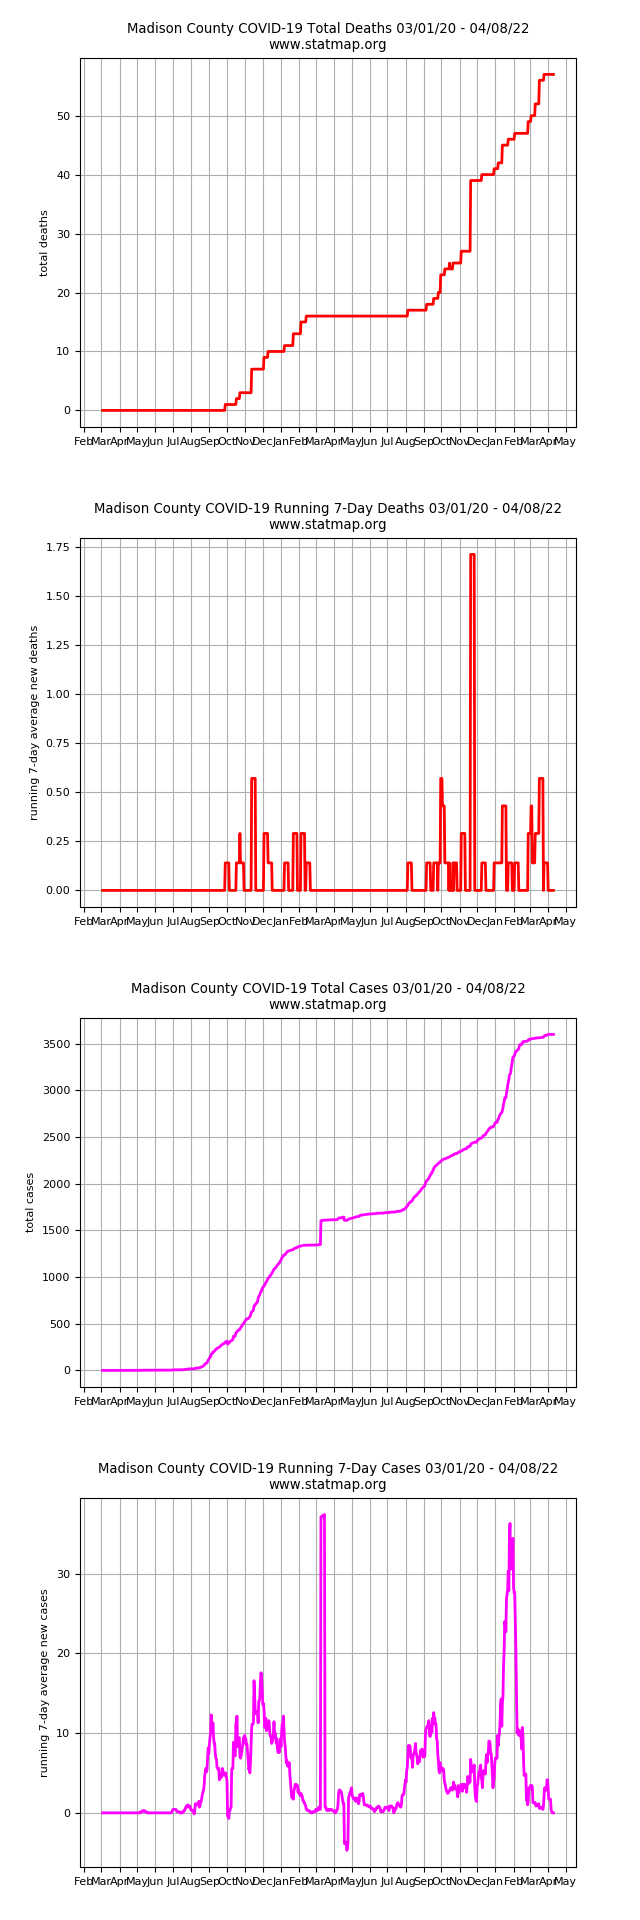 Madison County COVID-19 Total Deaths 03/01/20 - 04/08/22
www.statmap.org
total deaths
50
40
30
20
10
0
Feb Mar Apr May Jun Jul Aug Sep Oct Nov Dec Jan Feb Mar Apr May Jun Jul Aug Sep Oct Nov Dec Jan Feb Mar Apr May
Madison County COVID-19 Running 7-Day Deaths 03/01/20 - 04/08/22
www.statmap.org
running 7-day average new deaths
1.75
1.50
1.25
1.00
0.75
0.50
0.25
0.00
Feb Mar Apr May Jun Jul Aug Sep Oct Nov Dec Jan Feb Mar Apr May Jun Jul Aug Sep Oct Nov Dec Jan Feb Mar Apr May
Madison County COVID-19 Total Cases 03/01/20 - 04/08/22
www.statmap.org
total cases
3500
3000
2500
2000
1500
1000
500
0
Feb Mar Apr May Jun Jul Aug Sep Oct Nov Dec Jan Feb Mar Apr May Jun Jul Aug Sep Oct Nov Dec Jan Feb Mar Apr May
Madison County COVID-19 Running 7-Day Cases 03/01/20 - 04/08/22
www.statmap.org
running 7-day average new cases
30
20
10
0
Feb Mar Apr May Jun Jul Aug Sep Oct Nov Dec Jan Feb Mar Apr May Jun Jul Aug Sep Oct Nov Dec Jan Feb Mar Apr May